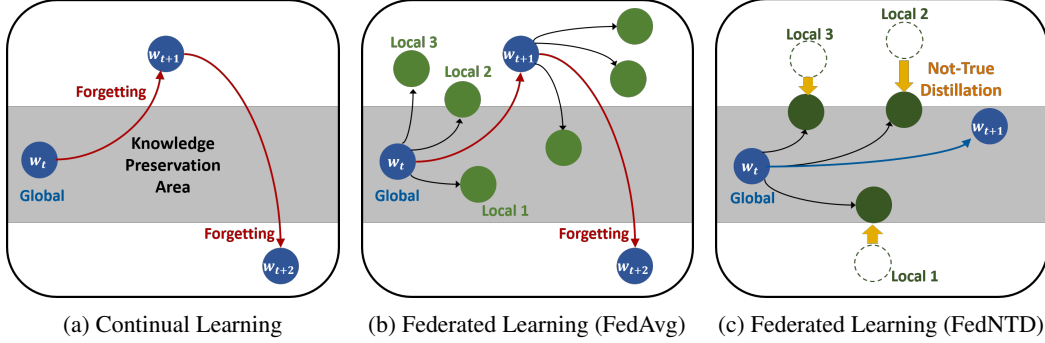 w_{t+1}
Forgetting
w_t
Knowledge
Preservation
Area
Global
Forgetting
w_{t+2}
(a) Continual Learning
Local 3
w_{t+1}
Local 2
w_t
Global
Local 1
Forgetting
w_{t+2}
(b) Federated Learning (FedAvg)
Local 2
Local 3
Not-True
Distillation
w_{t+1}
w_t
Global
Local 1
(c) Federated Learning (FedNTD)